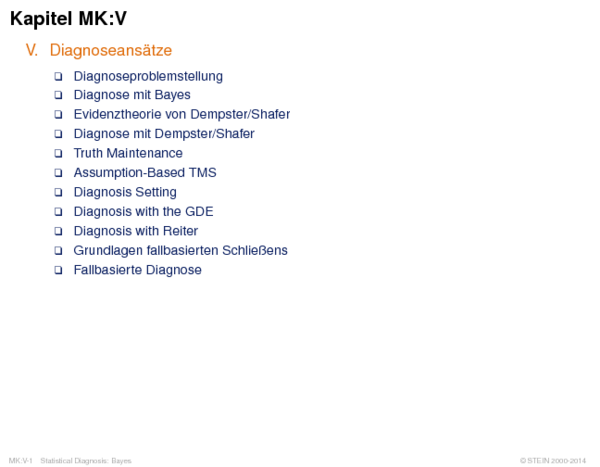 Kapitel MK:V
V. Diagnoseansätze
❑ Diagnoseproblemstellung
❑ Diagnose mit Bayes
❑ Evidenztheorie von Dempster/Shafer
❑ Diagnose mit Dempster/Shafer
❑ Truth Maintenance
❑ Assumption-Based TMS
❑ Diagnosis Setting
❑ Diagnosis with the GDE
❑ Diagnosis with Reiter
❑ Grundlagen fallbasierten Schließens
❑ Fallbasierte Diagnose
MK:V-1 Statistical Diagnosis: Bayes © STEIN 2000-2014